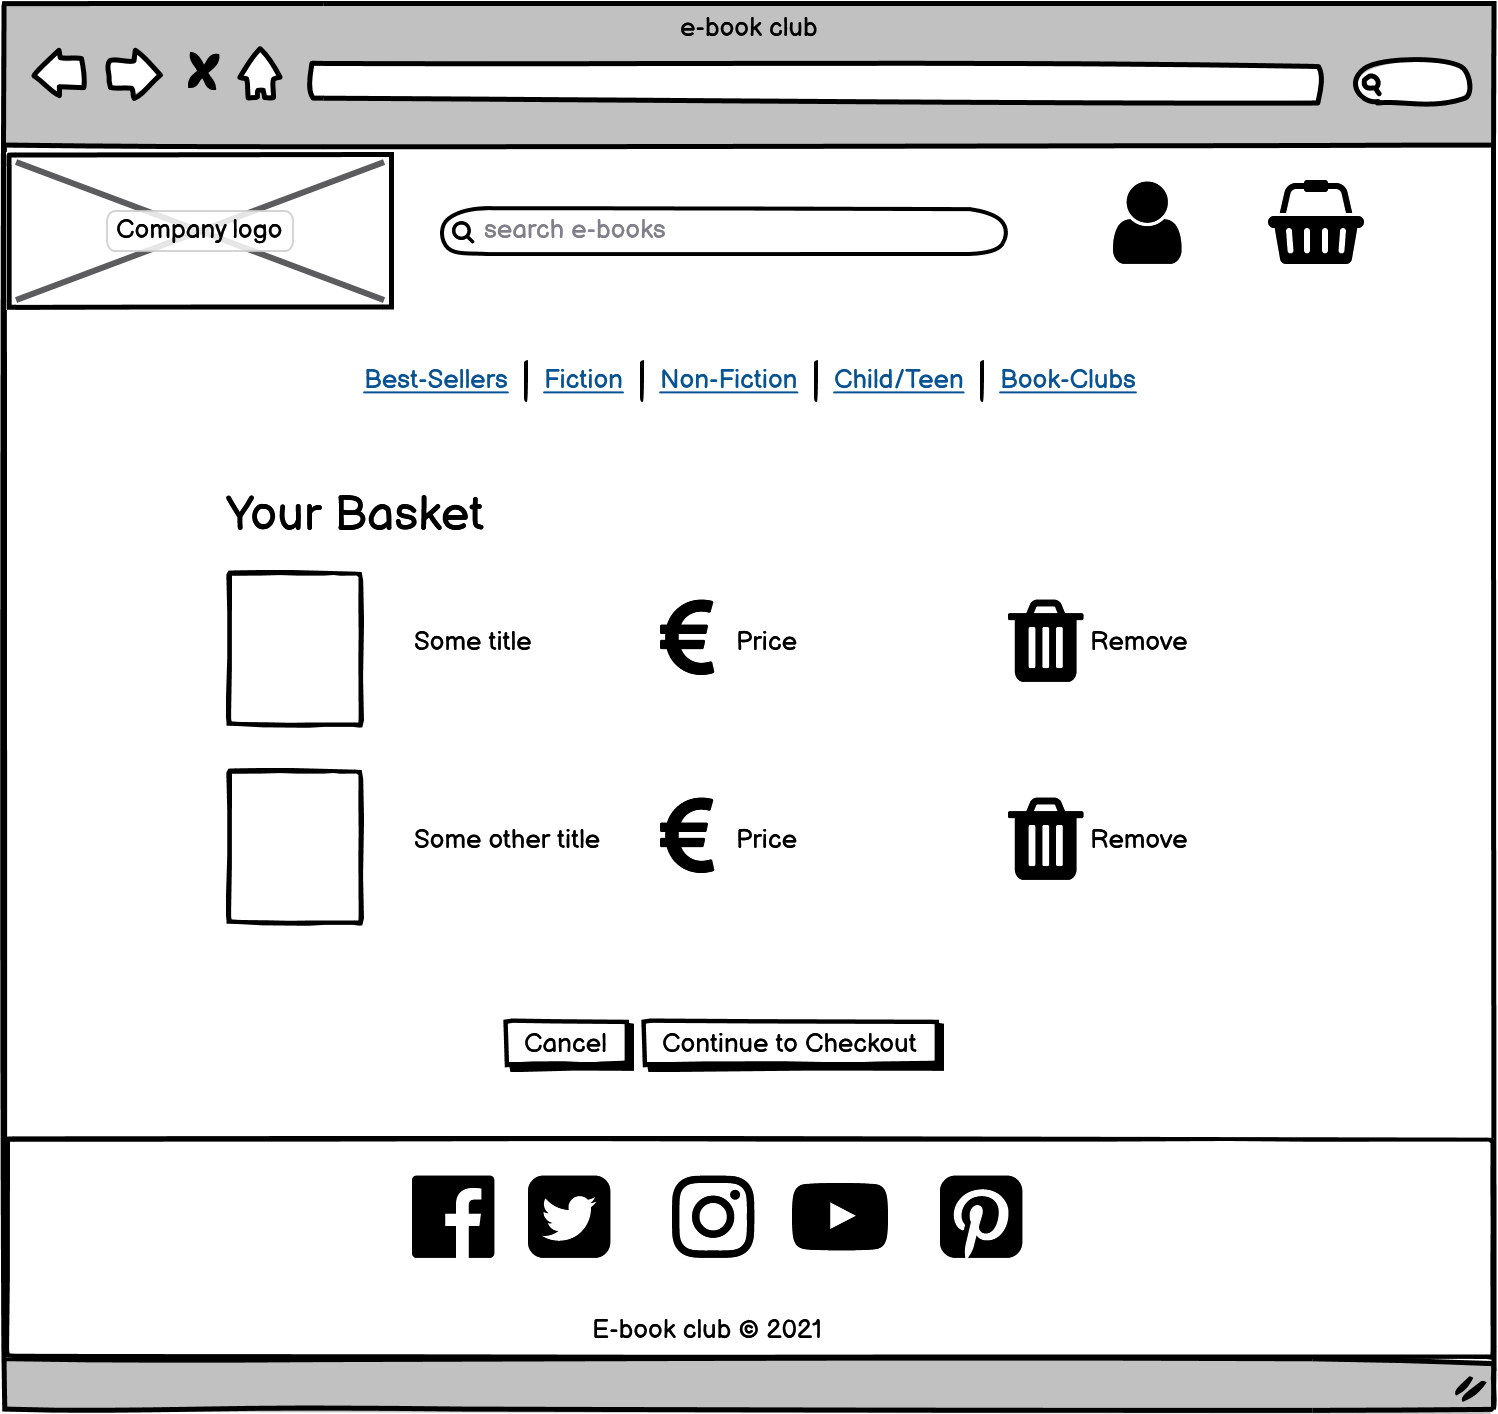 e-book club
Company logo
search e-books
Best-Sellers Fiction Non-Fiction Child/Teen Book-Clubs
Your Basket
Some title € Price Remove
Some other title € Price Remove
Cancel Continue to Checkout
E-book club © 2021